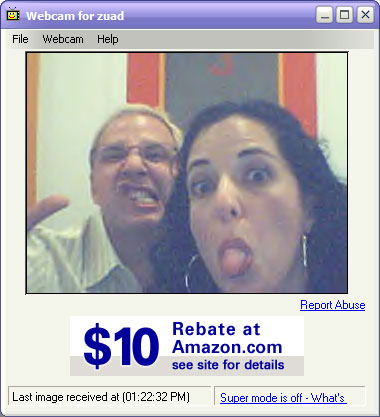 Webcam for zuad
File Webcam Help
Report Abuse
$10
Rebate at
Amazon.com
see site for details
Last image received at (01:22:32 PM)
Super mode is off - What's